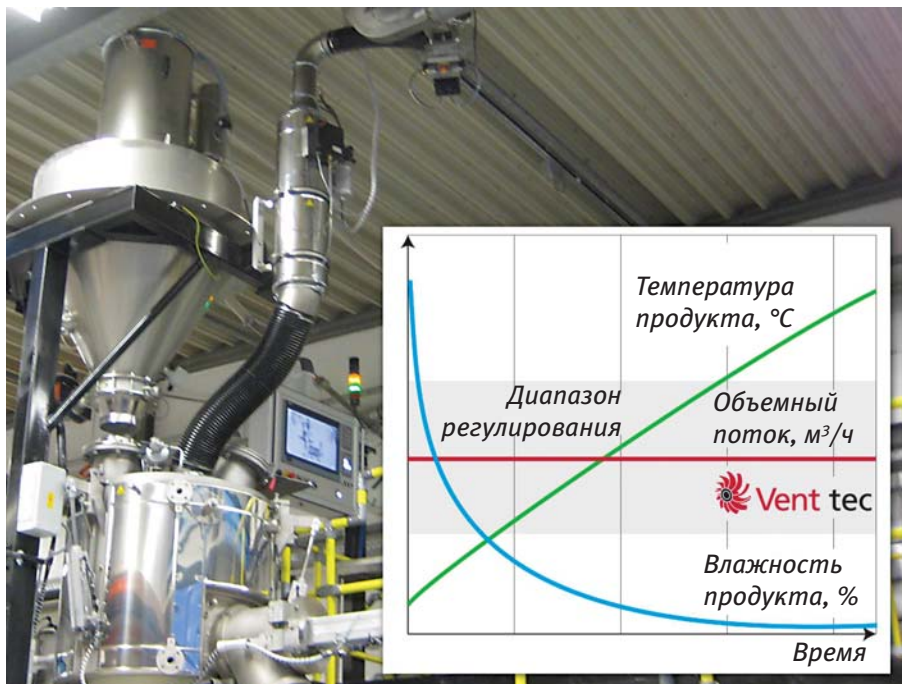 Температура
продукта, °C
Диапазон
регулирования
Объемный
поток, м³/ч
Vent tec
Влажность
продукта, %
Время